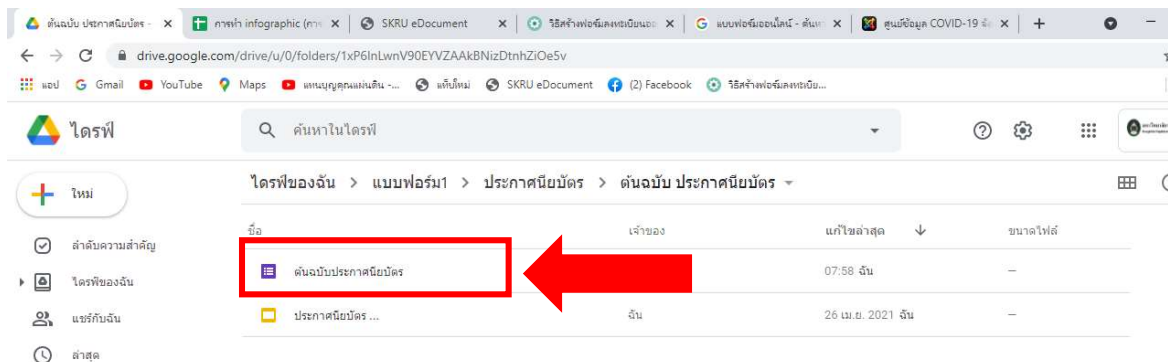 ต้นฉบับ ประกาศนียบัตร -
การทำ infographic (กา
SKRU eDocument
วิธีสร้างฟอร์มลงทะเบียนออ
แบบฟอร์มออนไลน์ - ค้นหา
ศูนย์ข้อมูล COVID-19
drive.google.com/drive/u/0/folders/1xP6InLwnV90EYVZAAkBNizDtnhZiOe5v
แอป
Gmail
YouTube
Maps
แทนบุญคุณแผ่นดิน -...
แท็บใหม่
SKRU eDocument
(2) Facebook
วิธีสร้างฟอร์มลงทะเบีย...
ไดรฟ์
ค้นหาในไดรฟ์
ใหม่
ไดรฟ์ของฉัน > แบบฟอร์ม1 > ประกาศนียบัตร > ต้นฉบับ ประกาศนียบัตร
ชื่อ
เจ้าของ
แก้ไขล่าสุด
ขนาดไฟล์
ลำดับความสำคัญ
ต้นฉบับประกาศนียบัตร
07:58 ฉัน
–
ไดรฟ์ของฉัน
ประกาศนียบัตร ...
ฉัน
26 เม.ย. 2021 ฉัน
–
แชร์กับฉัน
ล่าสุด